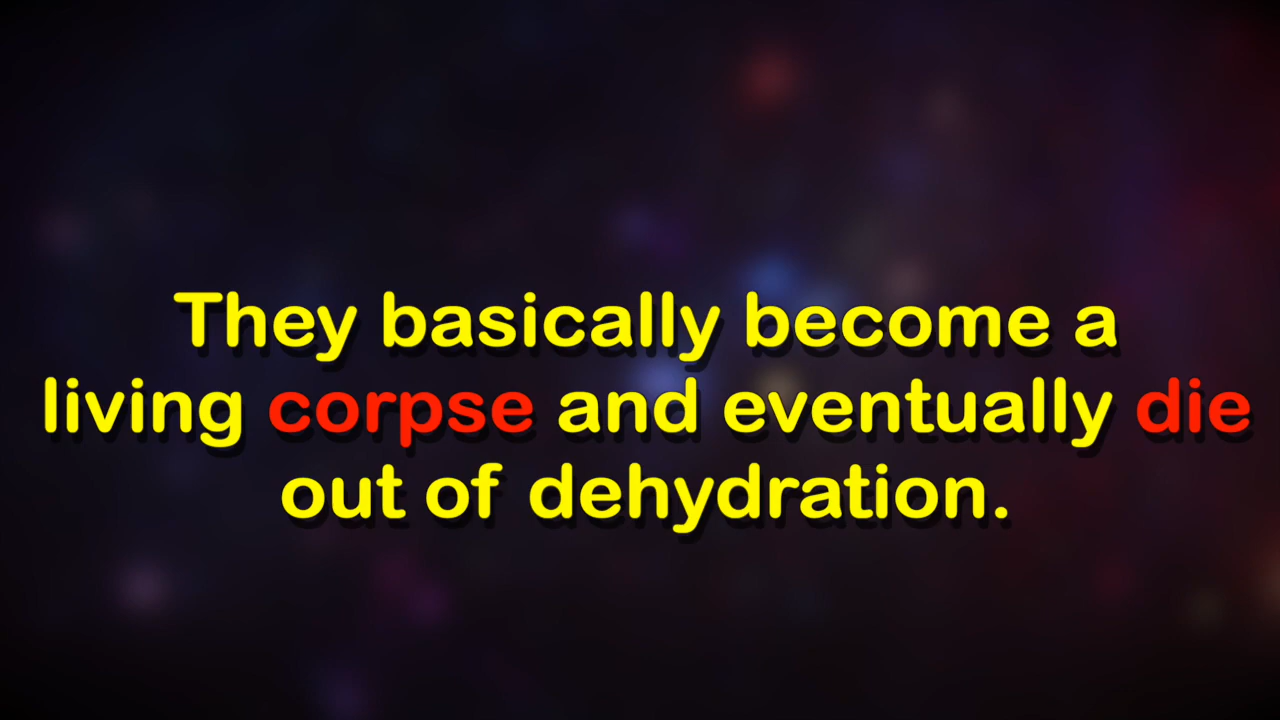 They basically become a
living corpse and eventually die
out of dehydration.